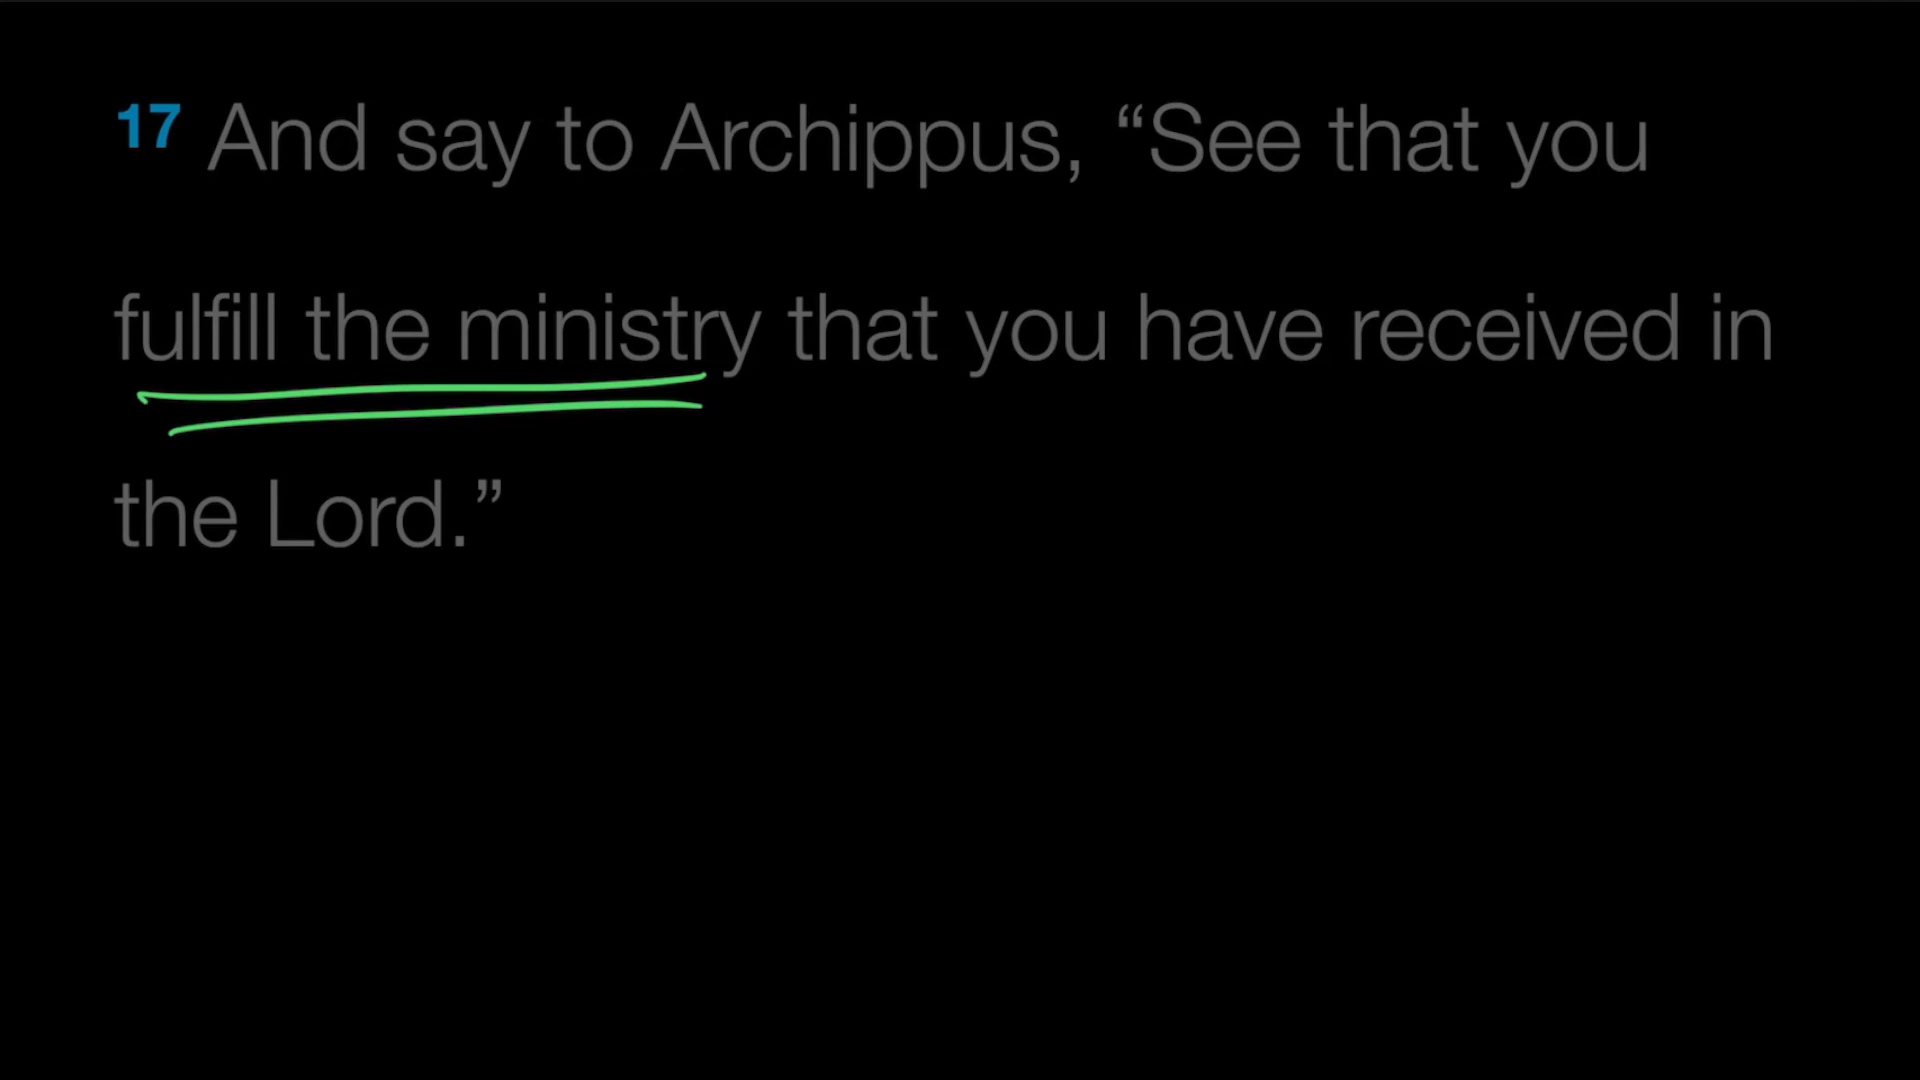 17 And say to Archippus, “See that you
fulfill the ministry that you have received in
the Lord.”